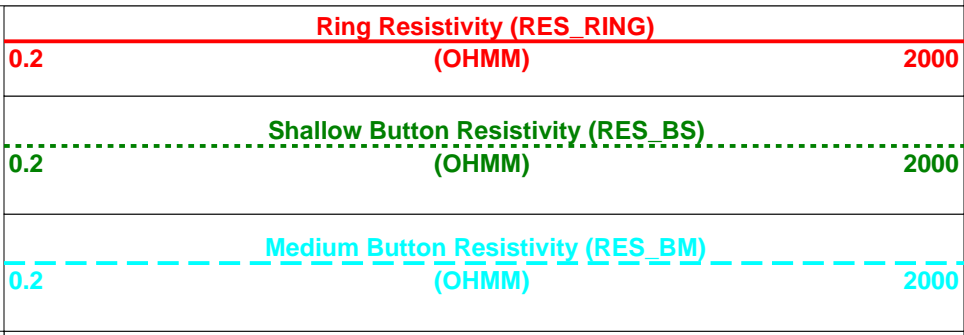 Ring Resistivity (RES_RING)
0.2 (OHMM) 2000
Shallow Button Resistivity (RES_BS)
0.2 (OHMM) 2000
Medium Button Resistivity (RES_BM)
0.2 (OHMM) 2000